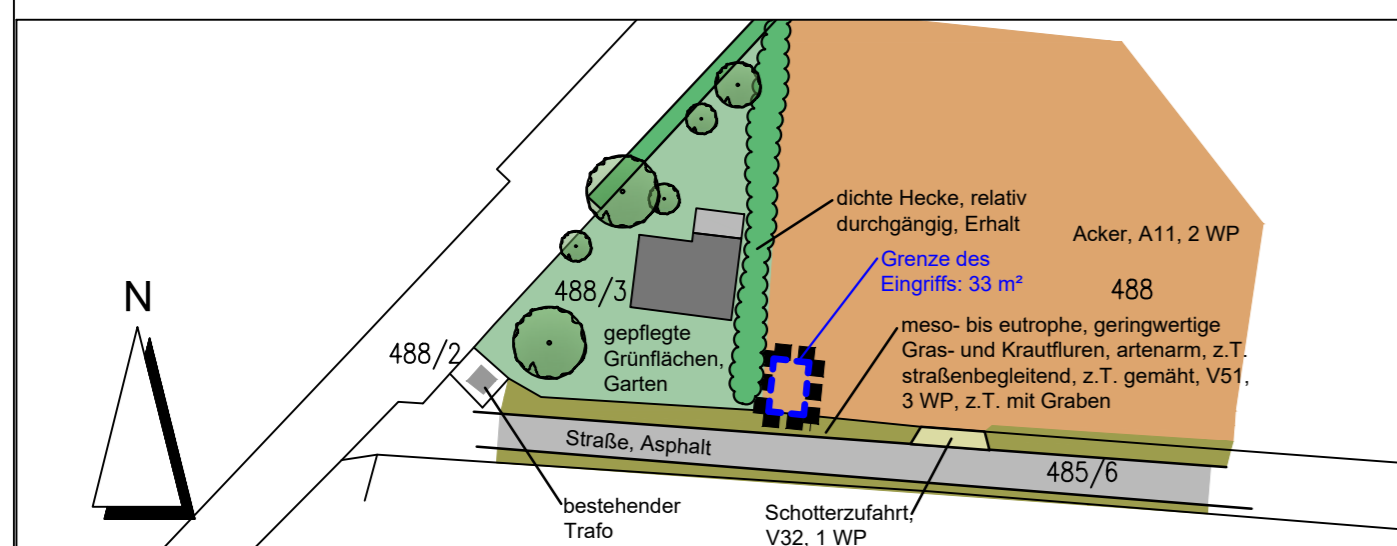 dichte Hecke, relativ
durchgängig, Erhalt
Acker, A11, 2 WP
Grenze des
Eingriffs: 33 m²
488
N
488/3
meso- bis eutrophe, geringwertige
Gras- und Krautfluren, artenarm, z.T.
straßenbegleitend, z.T. gemäht, V51,
3 WP, z.T. mit Graben
gepflegte
Grünflächen,
Garten
488/2
Straße, Asphalt
485/6
bestehender
Trafo
Schotterzufahrt,
V32, 1 WP